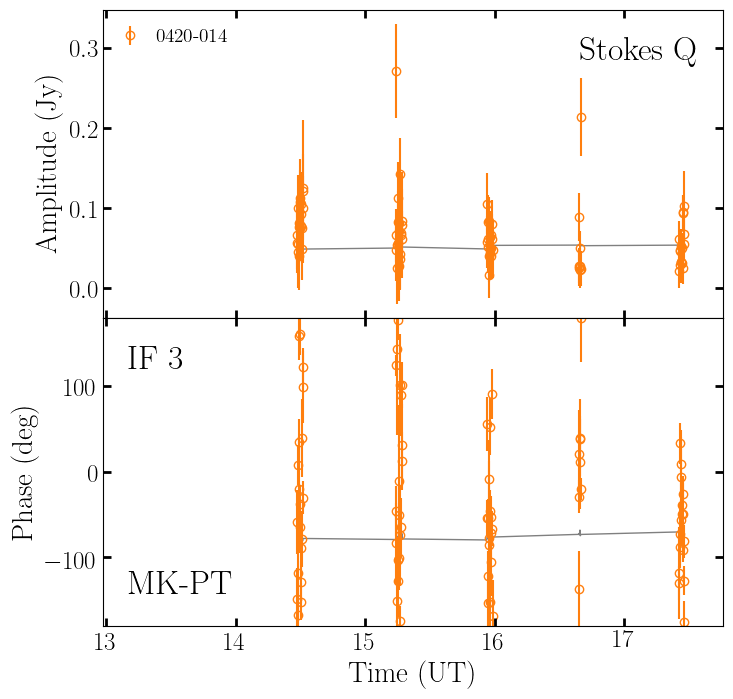 0420-014
Stokes Q
0.3
0.2
0.1
0.0
Amplitude (Jy)
IF 3
100
0
−100
Phase (deg)
MK-PT
13 14 15 16 17
Time (UT)